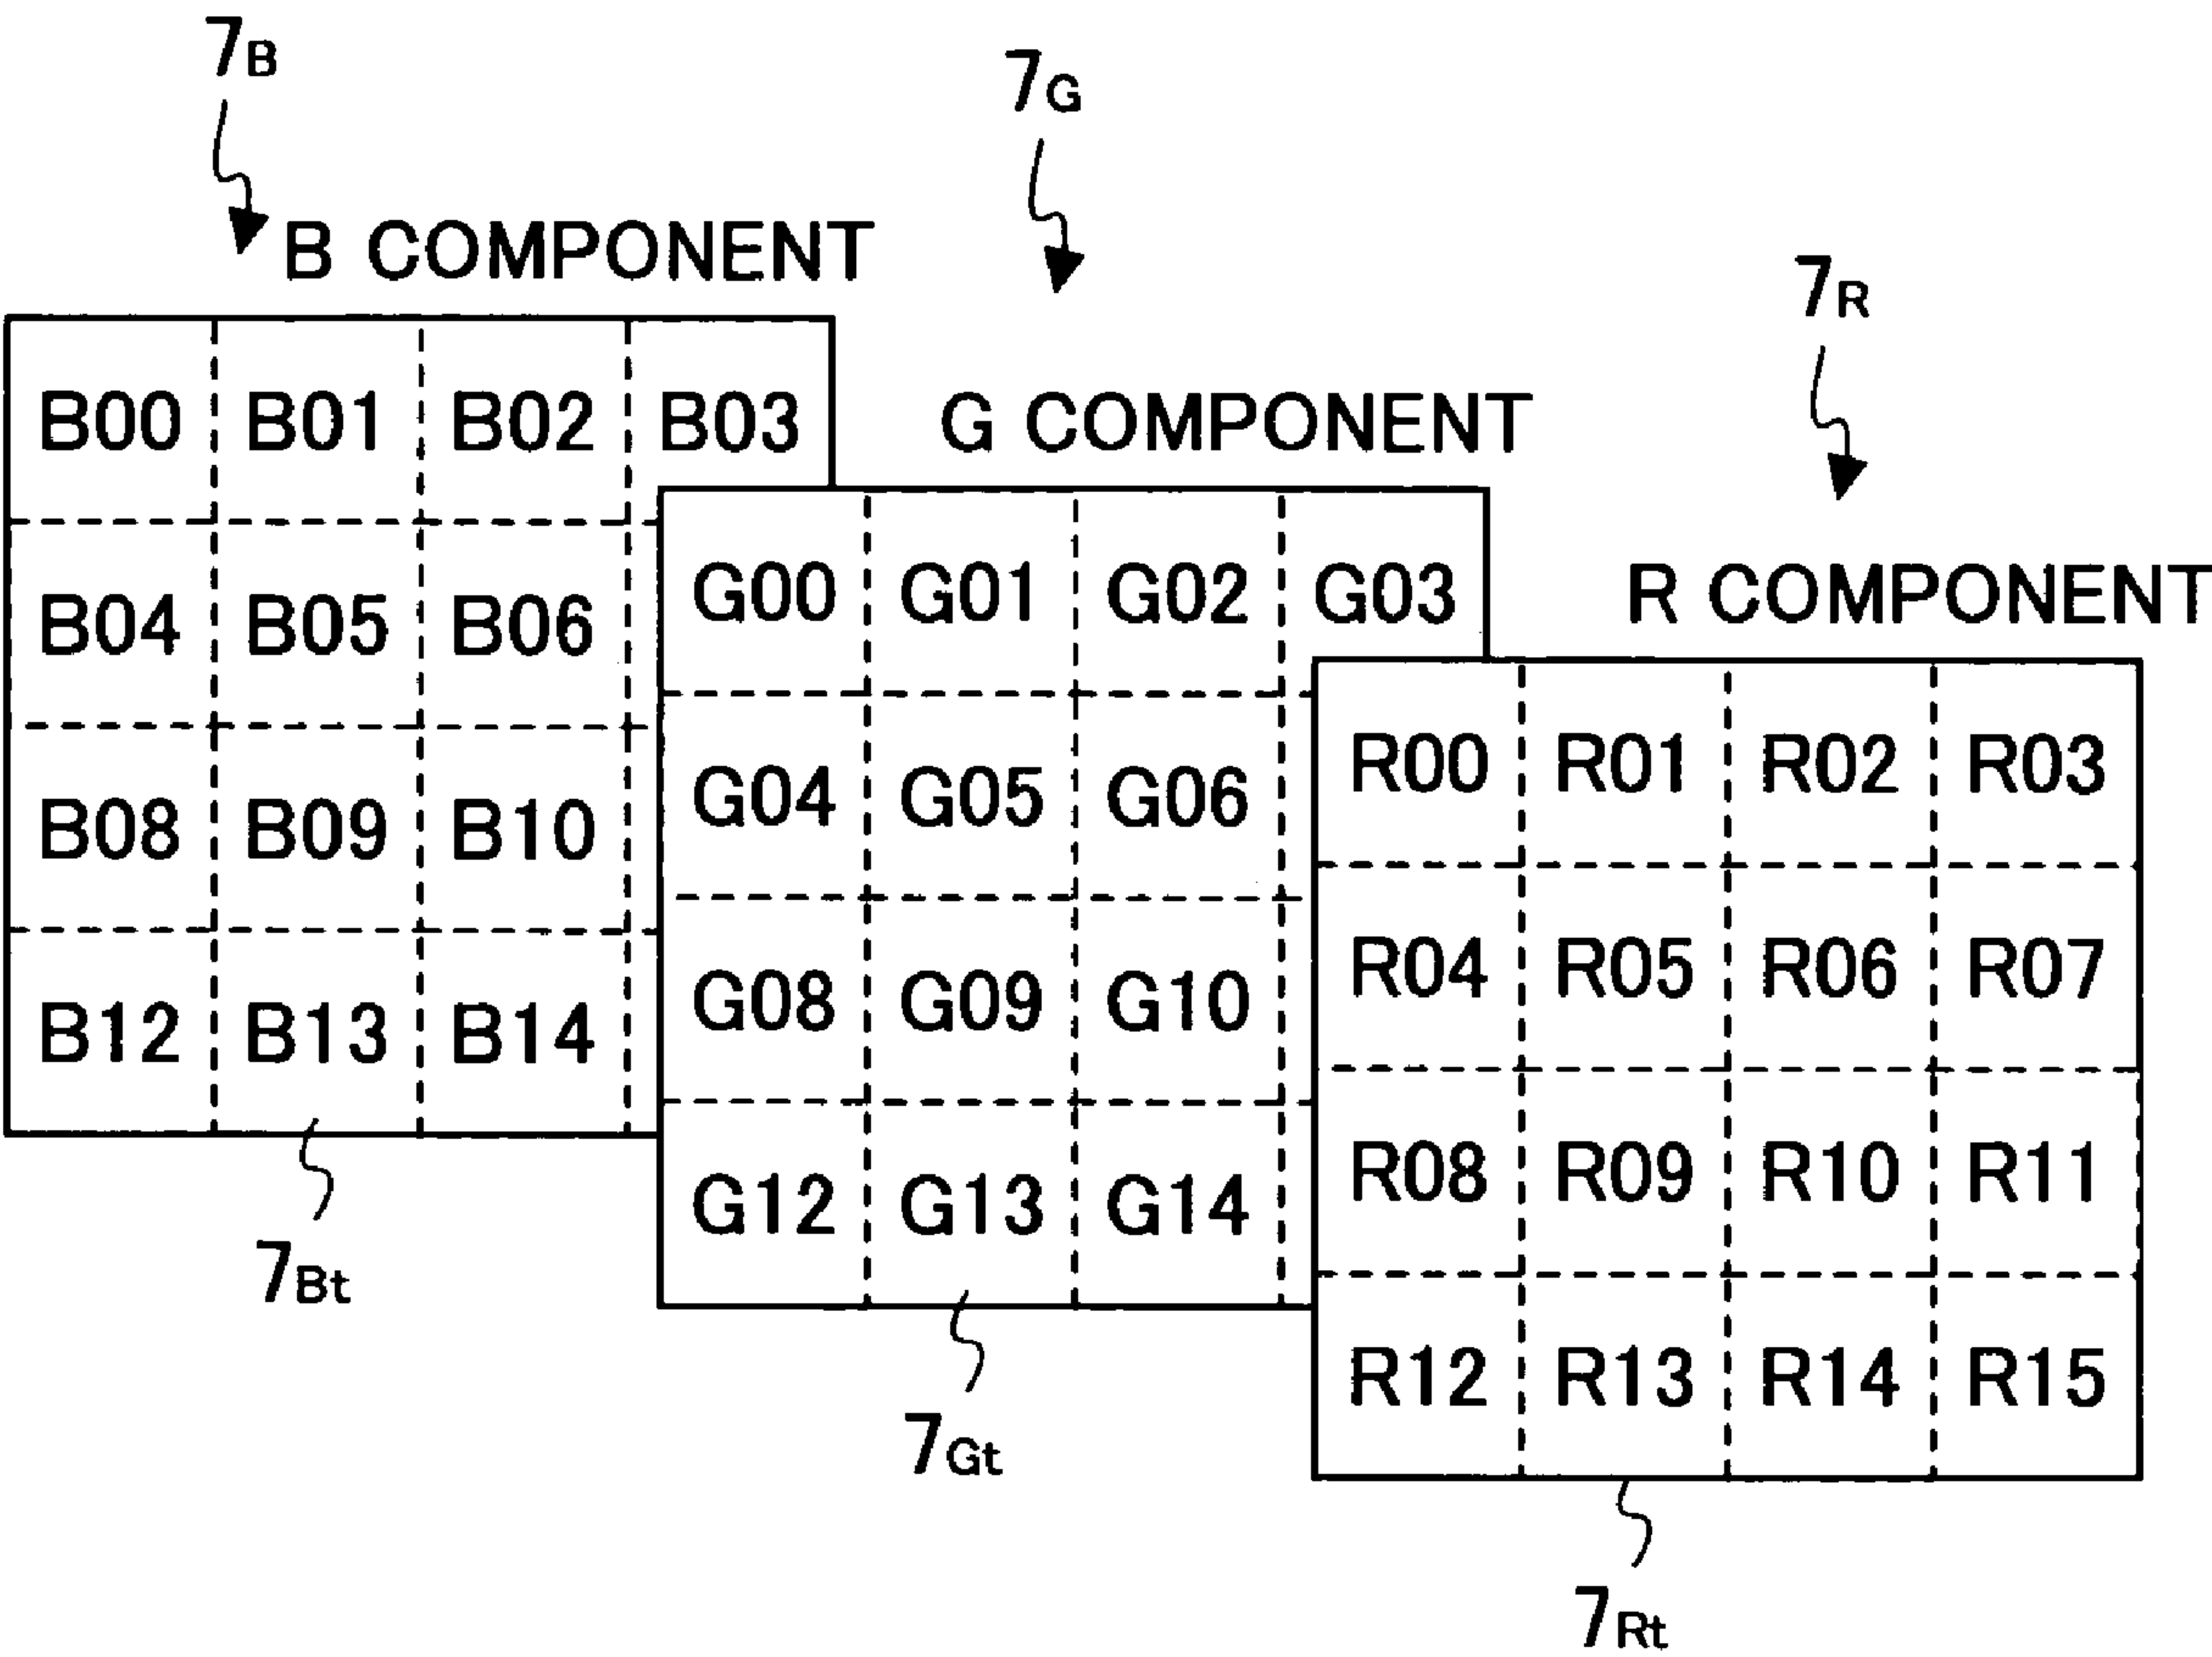 7B
7G
7R
B COMPONENT
G COMPONENT
R COMPONENT
B00 B01 B02 B03
B04 B05 B06
B08 B09 B10
B12 B13 B14
G00 G01 G02 G03
G04 G05 G06
G08 G09 G10
G12 G13 G14
R00 R01 R02 R03
R04 R05 R06 R07
R08 R09 R10 R11
R12 R13 R14 R15
7Bt
7Gt
7Rt